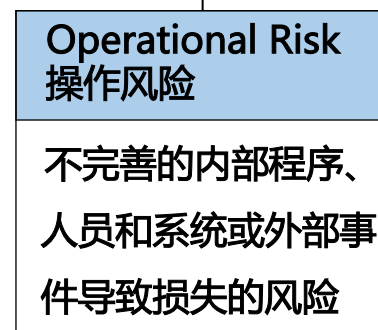 Operational Risk
操作风险
不完善的内部程序、
人员和系统或外部事
件导致损失的风险